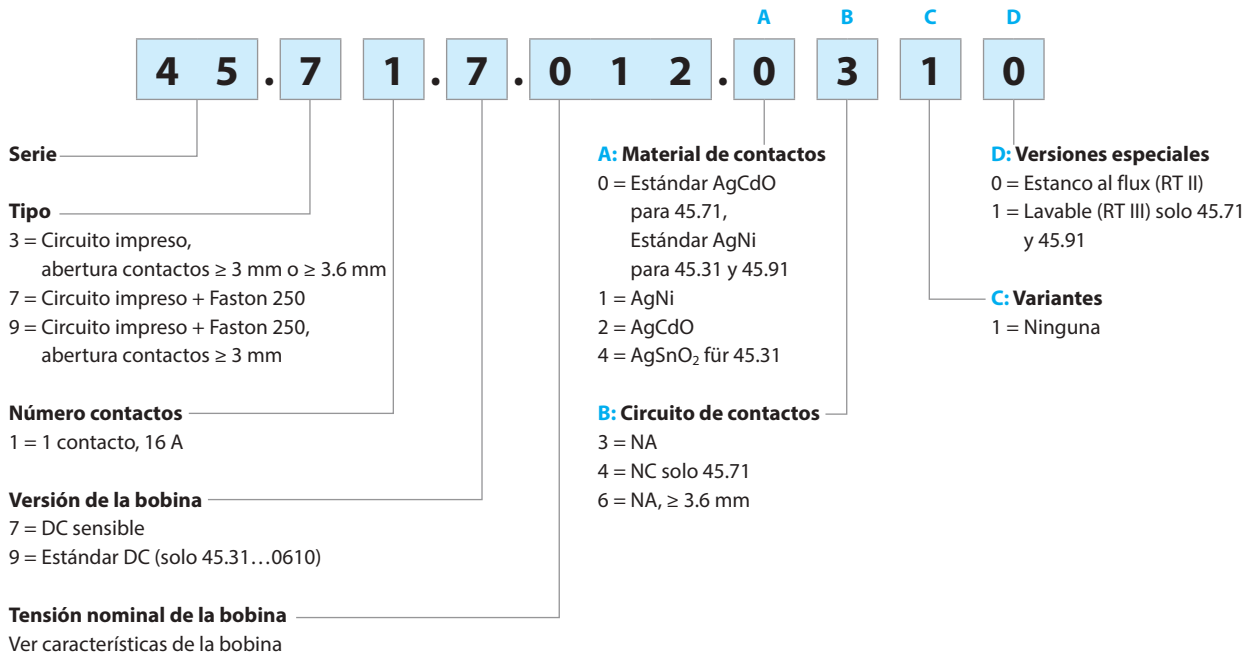 A B C D
4 5 . 7 1 . 7 . 0 1 2 . 0 3 1 0
Serie
Tipo
3 = Circuito impreso,
abertura contactos ≥ 3 mm o ≥ 3.6 mm
7 = Circuito impreso + Faston 250
9 = Circuito impreso + Faston 250,
abertura contactos ≥ 3 mm
Número contactos
1 = 1 contacto, 16 A
Versión de la bobina
7 = DC sensible
9 = Estándar DC (solo 45.31…0610)
Tensión nominal de la bobina
Ver características de la bobina
A: Material de contactos
0 = Estándar AgCdO
para 45.71,
Estándar AgNi
para 45.31 y 45.91
1 = AgNi
2 = AgCdO
4 = AgSnO₂ für 45.31
B: Circuito de contactos
3 = NA
4 = NC solo 45.71
6 = NA, ≥ 3.6 mm
D: Versiones especiales
0 = Estanco al flux (RT II)
1 = Lavable (RT III) solo 45.71
y 45.91
C: Variantes
1 = Ninguna